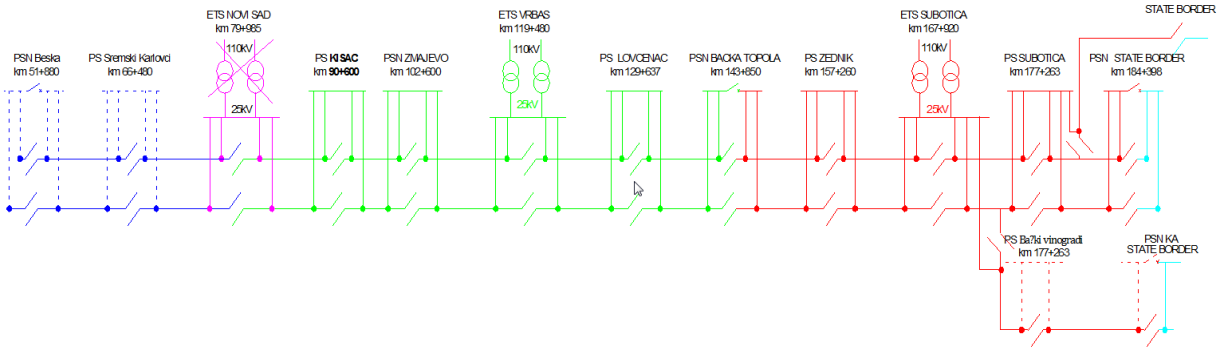 ETS NOVI SAD
km 79+985
110kV
25kV
ETS VRBAS
km 119+480
110kV
25kV
ETS SUBOTICA
km 167+920
110kV
25kV
STATE BORDER
PSN Beska
km 51+880
PS Sremski Karlovci
km 66+480
PS KISAC
km 90+600
PSN ZMAJEVO
km 102+600
PS LOVCENAC
km 129+637
PSN BACKA TOPOLA
km 143+850
PS ZEDNIK
km 157+260
PS SUBOTICA
km 177+263
PSN STATE BORDER
km 184+398
PS Ba?ki vinogradi
km 177+263
PSN KA
STATE BORDER